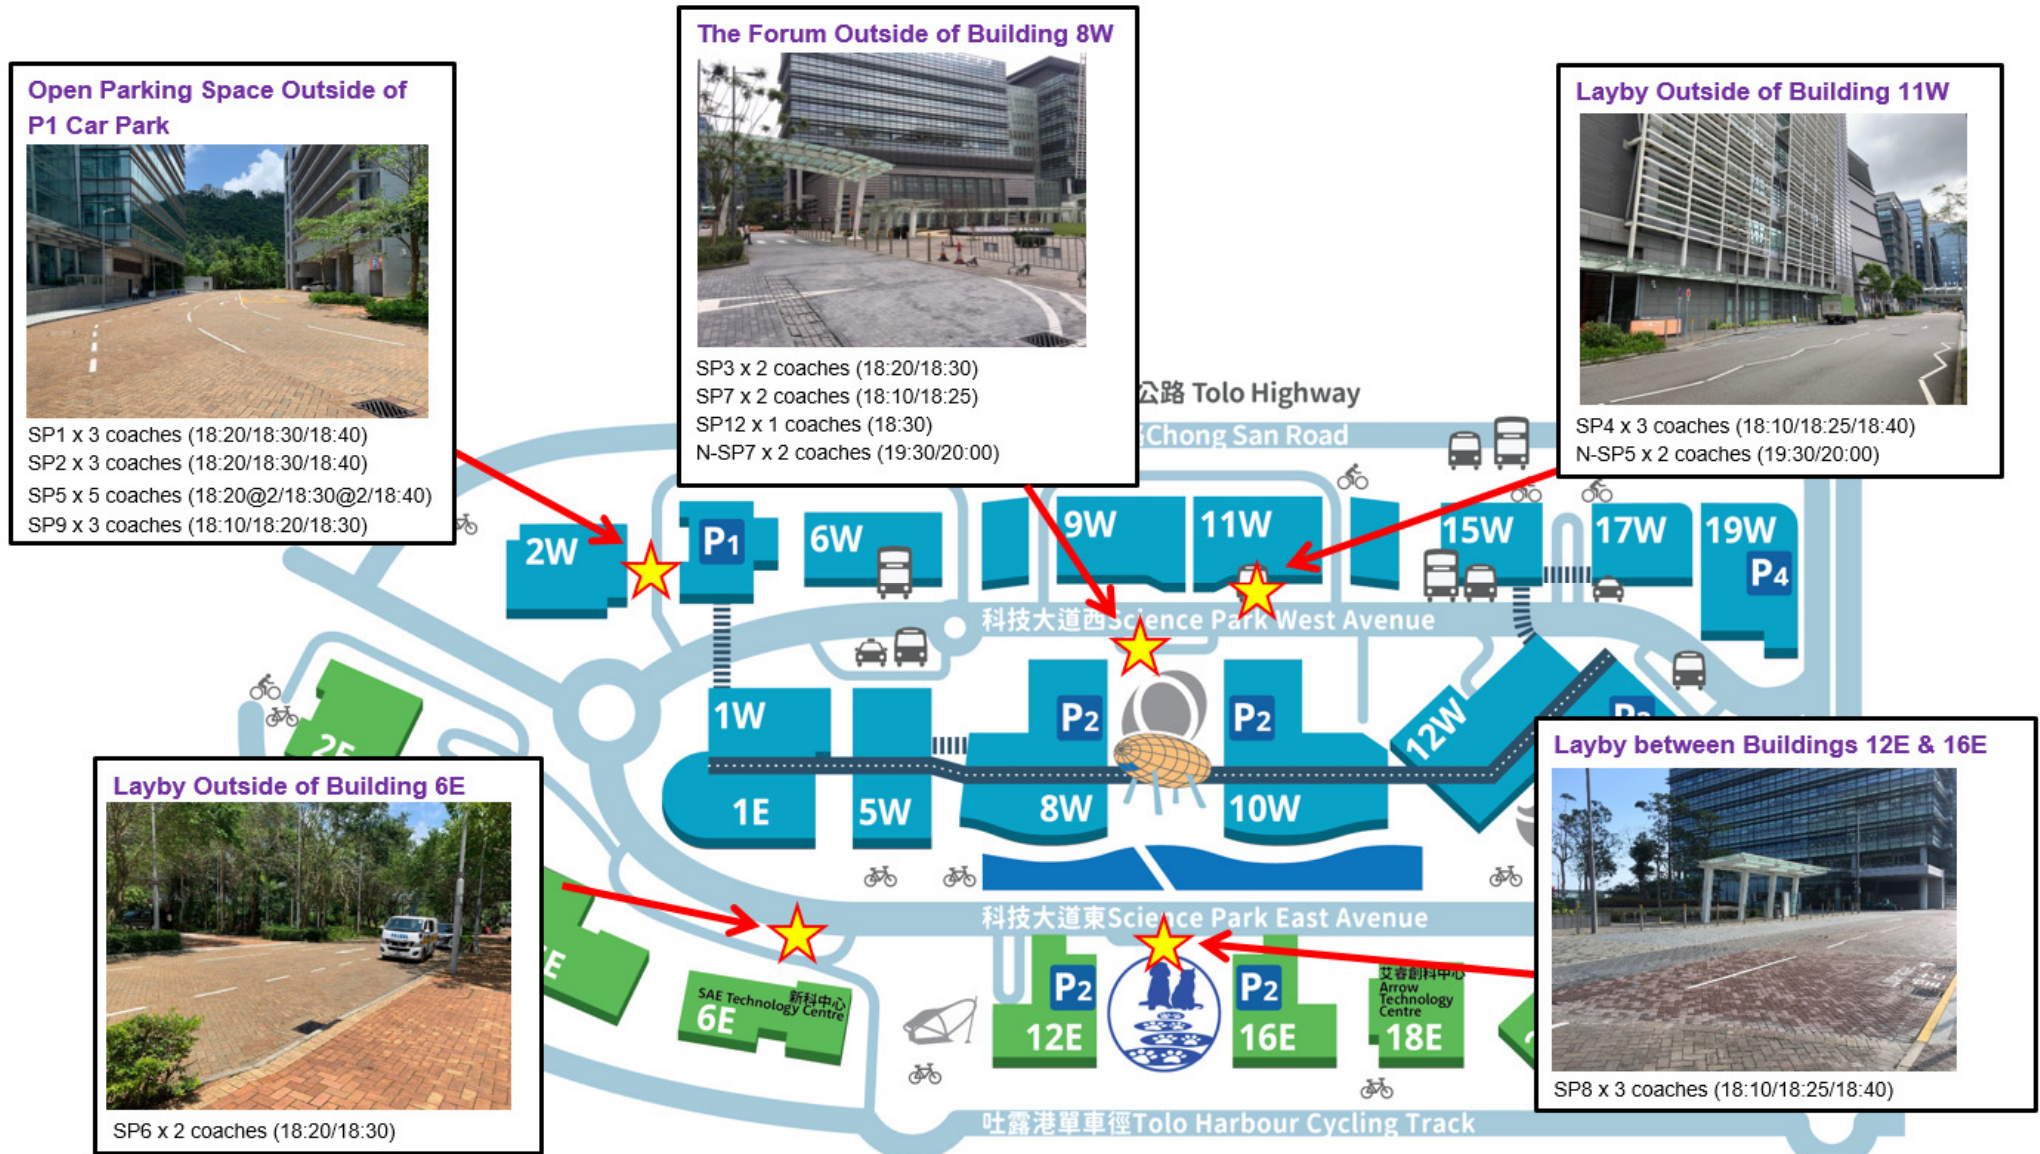 Open Parking Space Outside of
P1 Car Park
SP1 x 3 coaches (18:20/18:30/18:40)
SP2 x 3 coaches (18:20/18:30/18:40)
SP5 x 5 coaches (18:20@2/18:30@2/18:40)
SP9 x 3 coaches (18:10/18:20/18:30)
The Forum Outside of Building 8W
SP3 x 2 coaches (18:20/18:30)
SP7 x 2 coaches (18:10/18:25)
SP12 x 1 coaches (18:30)
N-SP7 x 2 coaches (19:30/20:00)
Layby Outside of Building 11W
SP4 x 3 coaches (18:10/18:25/18:40)
N-SP5 x 2 coaches (19:30/20:00)
公路 Tolo Highway
Chong San Road
2W
P1
6W
9W
11W
15W
17W
19W
P4
科技大道西Science Park West Avenue
1W
P2
P2
12W
2E
1E
5W
8W
10W
Layby Outside of Building 6E
SP6 x 2 coaches (18:20/18:30)
Layby between Buildings 12E & 16E
SP8 x 3 coaches (18:10/18:25/18:40)
科技大道東Science Park East Avenue
E
新科中心
SAE Technology Centre
6E
P2
12E
P2
16E
艾睿創科中心
Arrow
Technology
Centre
18E
吐露港單車徑Tolo Harbour Cycling Track